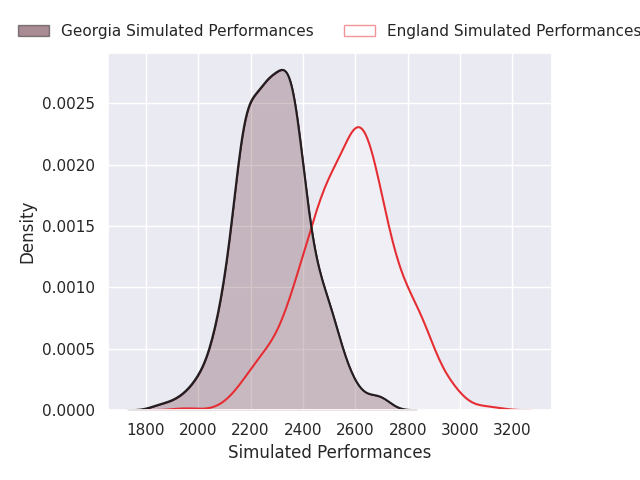 Georgia Simulated Performances England Simulated Performances
0.0025
0.0020
0.0015
0.0010
0.0005
0.0000
Density
1800 2000 2200 2400 2600 2800 3000 3200
Simulated Performances